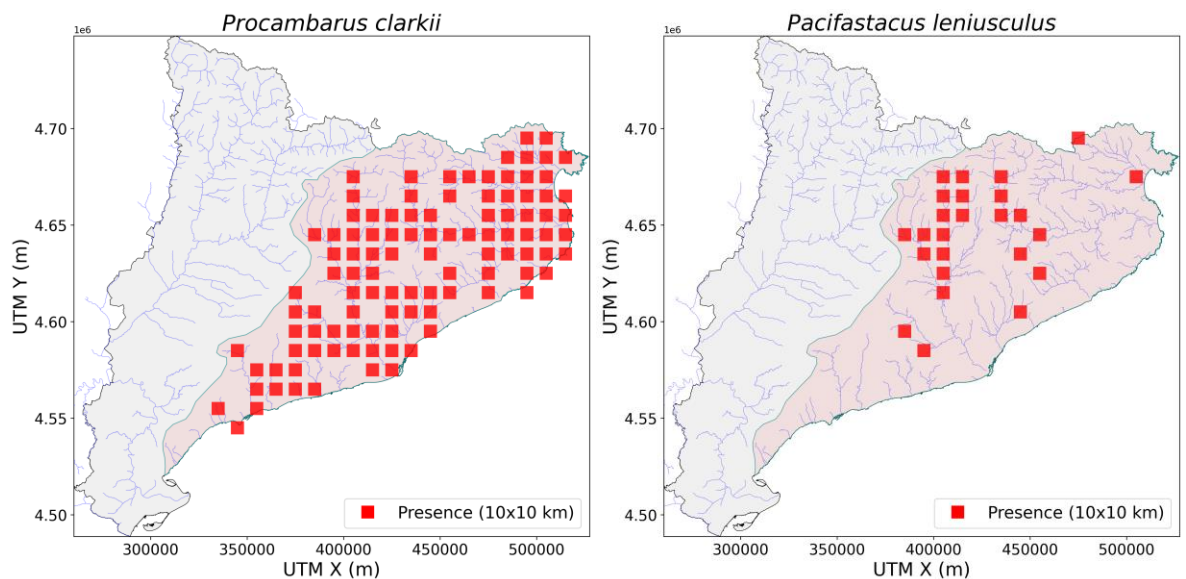 Procambarus clarkii
1e6
4.70
4.65
4.60
4.55
4.50
UTM Y (m)
300000 350000 400000 450000 500000
UTM X (m)
Presence (10x10 km)
Pacifastacus leniusculus
1e6
4.70
4.65
4.60
4.55
4.50
UTM Y (m)
300000 350000 400000 450000 500000
UTM X (m)
Presence (10x10 km)